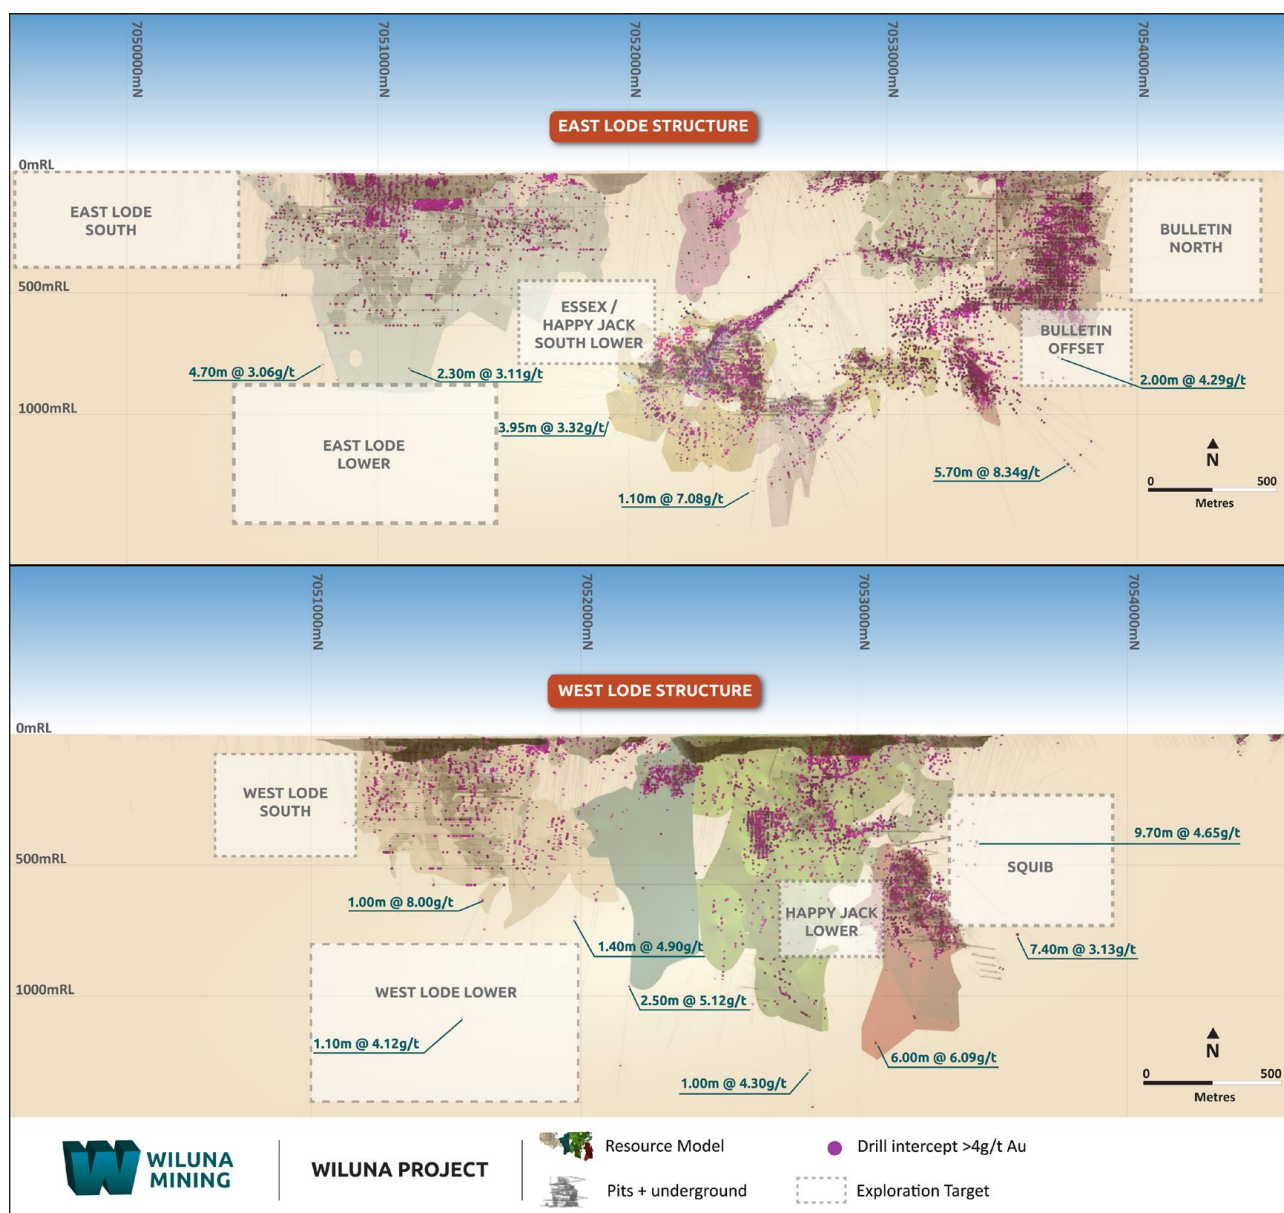 7050000mN
7051000mN
7052000mN
7053000mN
7054000mN
EAST LODE STRUCTURE
0mRL
EAST LODE
SOUTH
BULLETIN
NORTH
500mRL
ESSEX /
HAPPY JACK
SOUTH LOWER
BULLETIN
OFFSET
4.70m @ 3.06g/t
2.30m @ 3.11g/t
2.00m @ 4.29g/t
1000mRL
3.95m @ 3.32g/t
EAST LODE
LOWER
5.70m @ 8.34g/t
1.10m @ 7.08g/t
N
0 500
Metres
7051000mN
7052000mN
7053000mN
7054000mN
WEST LODE STRUCTURE
0mRL
WEST LODE
SOUTH
9.70m @ 4.65g/t
500mRL
SQUIB
1.00m @ 8.00g/t
HAPPY JACK
LOWER
1.40m @ 4.90g/t
7.40m @ 3.13g/t
1000mRL
WEST LODE LOWER
2.50m @ 5.12g/t
1.10m @ 4.12g/t
6.00m @ 6.09g/t
1.00m @ 4.30g/t
N
0 500
Metres
WILUNA
MINING
WILUNA PROJECT
Resource Model
Drill intercept >4g/t Au
Pits + underground
Exploration Target